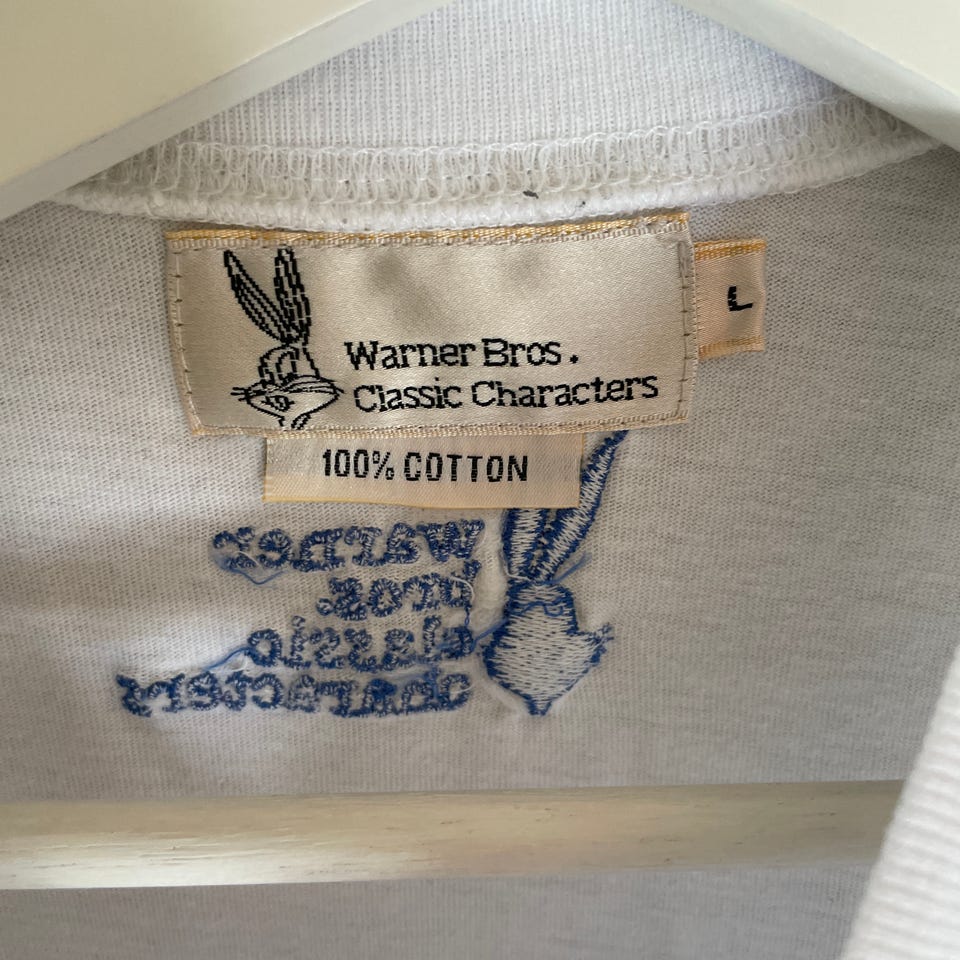 Warner Bros.
Classic Characters
L
100% COTTON
warner
bros.
classic
characters